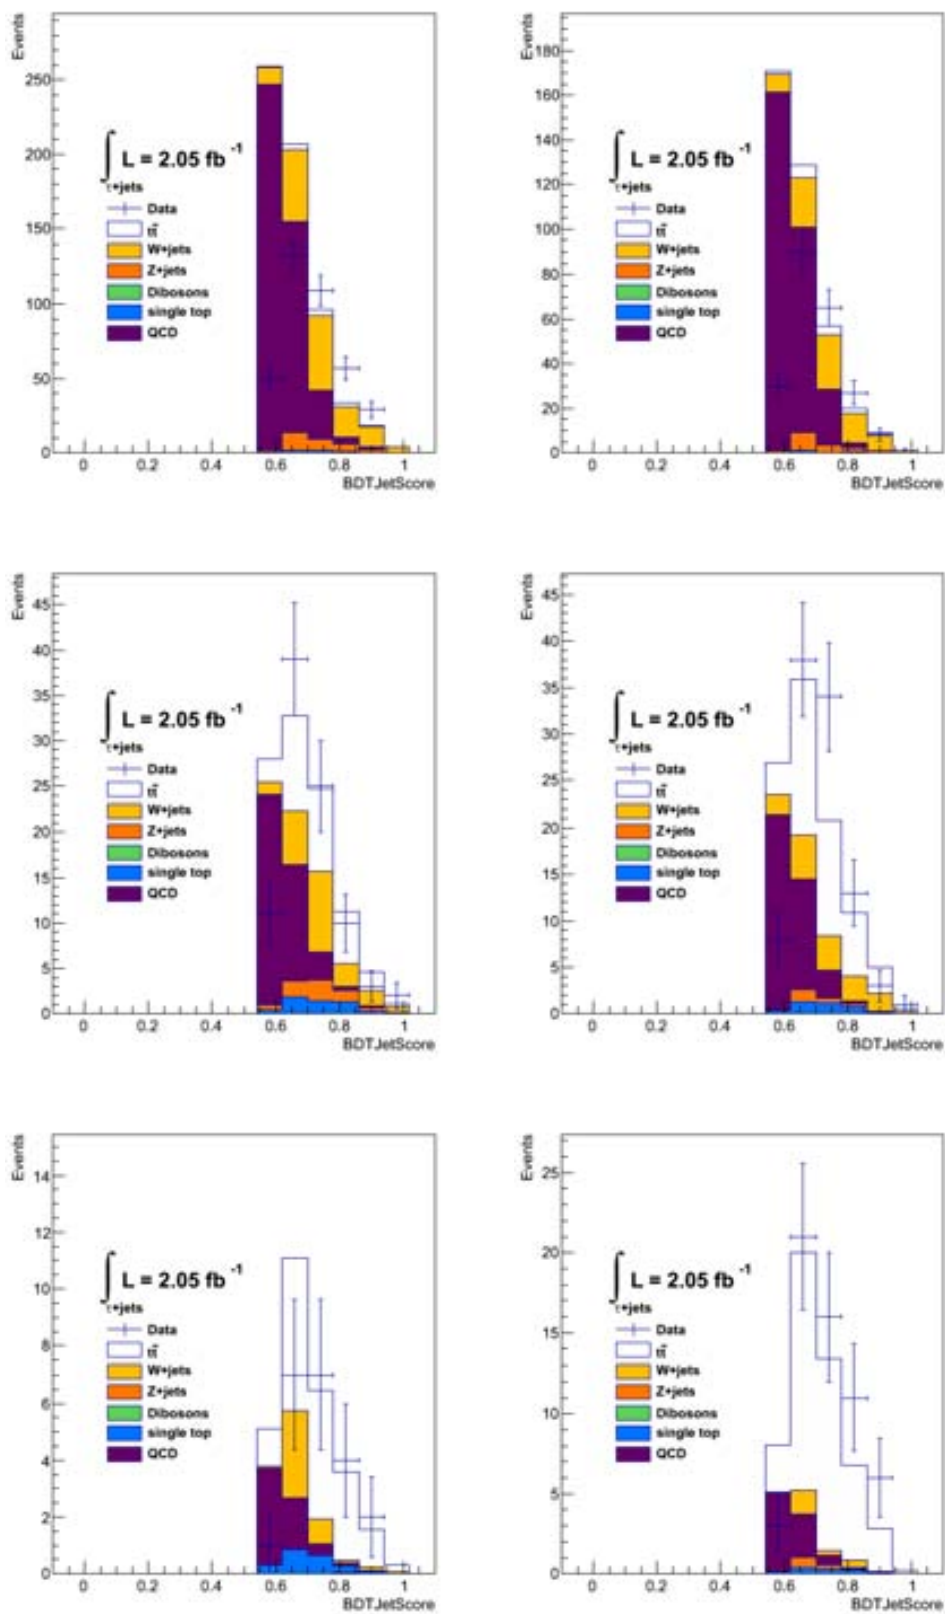 Events
250
200
150
100
50
0
∫ L = 2.05 fb -1
τ+jets
Data
tt̄
W+jets
Z+jets
Dibosons
single top
QCD
0 0.2 0.4 0.6 0.8 1
BDTJetScore
Events
180
160
140
120
100
80
60
40
20
0
∫ L = 2.05 fb -1
τ+jets
Data
tt̄
W+jets
Z+jets
Dibosons
single top
QCD
0 0.2 0.4 0.6 0.8 1
BDTJetScore
Events
45
40
35
30
25
20
15
10
5
0
∫ L = 2.05 fb -1
τ+jets
Data
tt̄
W+jets
Z+jets
Dibosons
single top
QCD
0 0.2 0.4 0.6 0.8 1
BDTJetScore
Events
45
40
35
30
25
20
15
10
5
0
∫ L = 2.05 fb -1
τ+jets
Data
tt̄
W+jets
Z+jets
Dibosons
single top
QCD
0 0.2 0.4 0.6 0.8 1
BDTJetScore
Events
14
12
10
8
6
4
2
0
∫ L = 2.05 fb -1
τ+jets
Data
tt̄
W+jets
Z+jets
Dibosons
single top
QCD
0 0.2 0.4 0.6 0.8 1
BDTJetScore
Events
25
20
15
10
5
0
∫ L = 2.05 fb -1
τ+jets
Data
tt̄
W+jets
Z+jets
Dibosons
single top
QCD
0 0.2 0.4 0.6 0.8 1
BDTJetScore